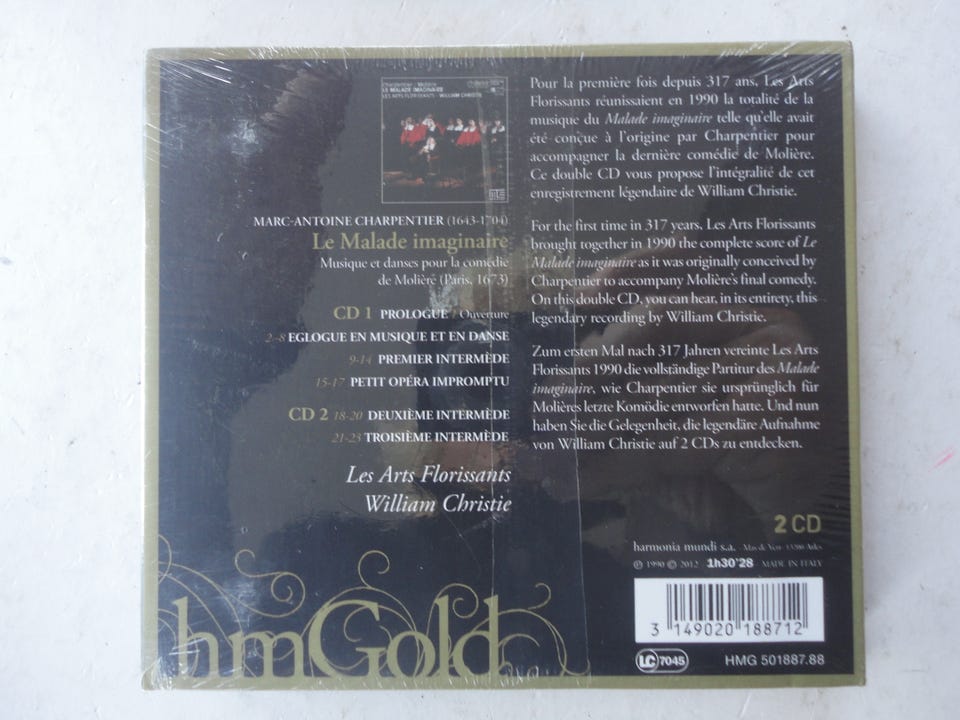 LE MALADE IMAGINAIRE
LES ARTS FLORISSANTS - WILLIAM CHRISTIE
MARC-ANTOINE CHARPENTIER (1643-1704)
Le Malade imaginaire
Musique et danses pour la comédie
de Molière (Paris, 1673)
CD 1 PROLOGUE 1 Ouverture
2-8 EGLOGUE EN MUSIQUE ET EN DANSE
9-14 PREMIER INTERMÈDE
15-17 PETIT OPÉRA IMPROMPTU
CD 2 18-20 DEUXIÈME INTERMÈDE
21-23 TROISIÈME INTERMÈDE
Les Arts Florissants
William Christie
Pour la première fois depuis 317 ans, Les Arts
Florissants réunissaient en 1990 la totalité de la
musique du Malade imaginaire telle qu'elle avait
été conçue à l'origine par Charpentier pour
accompagner la dernière comédie de Molière.
Ce double CD vous propose l'intégralité de cet
enregistrement légendaire de William Christie.
For the first time in 317 years, Les Arts Florissants
brought together in 1990 the complete score of Le
Malade imaginaire as it was originally conceived by
Charpentier to accompany Molière's final comedy.
On this double CD, you can hear, in its entirety, this
legendary recording by William Christie.
Zum ersten Mal nach 317 Jahren vereinte Les Arts
Florissants 1990 die vollständige Partitur des Malade
imaginaire, wie Charpentier sie ursprünglich für
Molières letzte Komödie entworfen hatte. Und nun
haben Sie die Gelegenheit, die legendäre Aufnahme
von William Christie auf 2 CDs zu entdecken.
2 CD
harmonia mundi s.a. Mas de Vert 13200 Arles
℗ 1990 © 2012 1h30'28 MADE IN ITALY
3 149020 188712
LC 7045 HMG 501887.88
hmGold